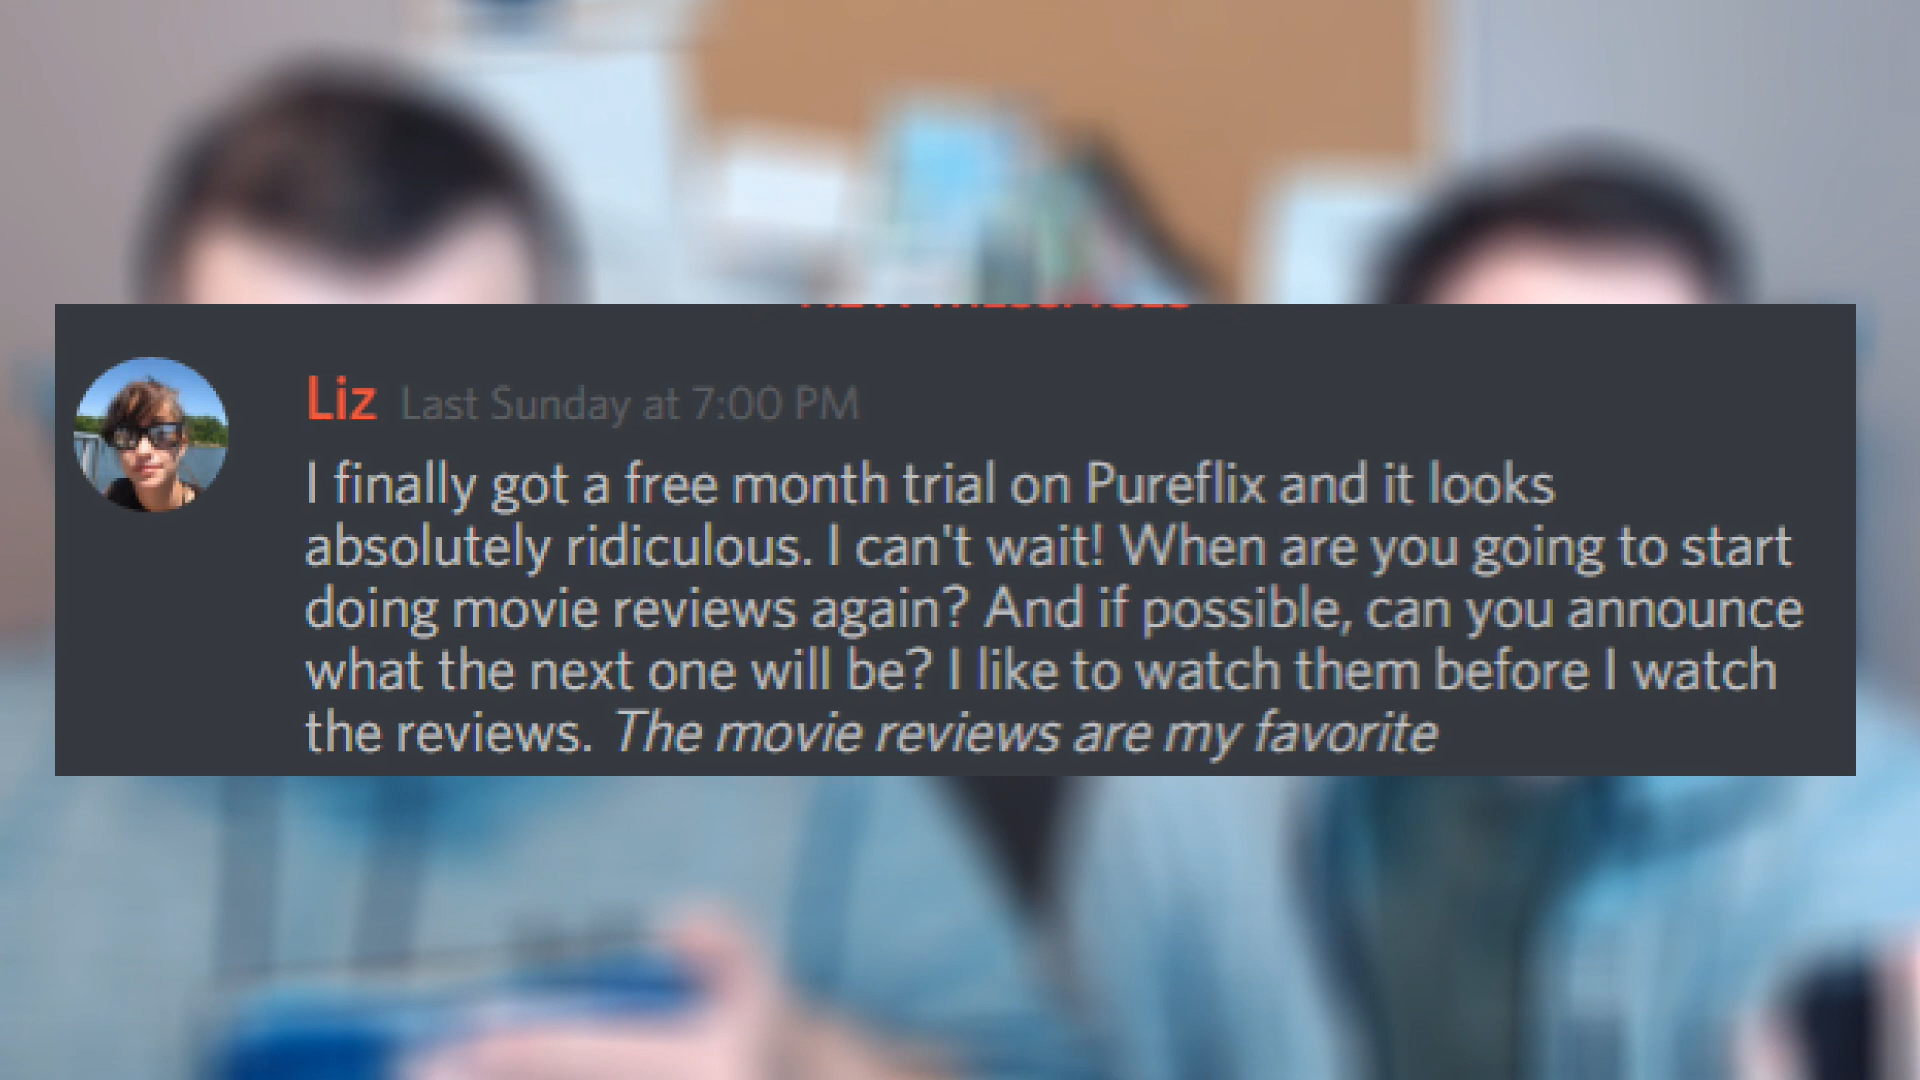 Liz Last Sunday at 7:00 PM
I finally got a free month trial on Pureflix and it looks
absolutely ridiculous. I can't wait! When are you going to start
doing movie reviews again? And if possible, can you announce
what the next one will be? I like to watch them before I watch
the reviews. The movie reviews are my favorite